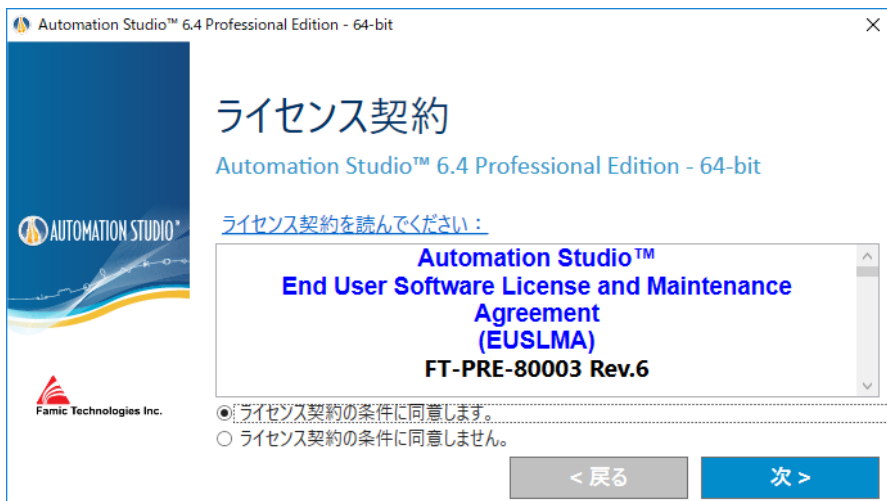 Automation Studio™ 6.4 Professional Edition - 64-bit
ライセンス契約
Automation Studio™ 6.4 Professional Edition - 64-bit
ライセンス契約を読んでください：
AUTOMATION STUDIO™
Automation Studio™
End User Software License and Maintenance
Agreement
(EUSLMA)
FT-PRE-80003 Rev.6
Famic Technologies Inc.
ライセンス契約の条件に同意します。
ライセンス契約の条件に同意しません。
< 戻る
次 >